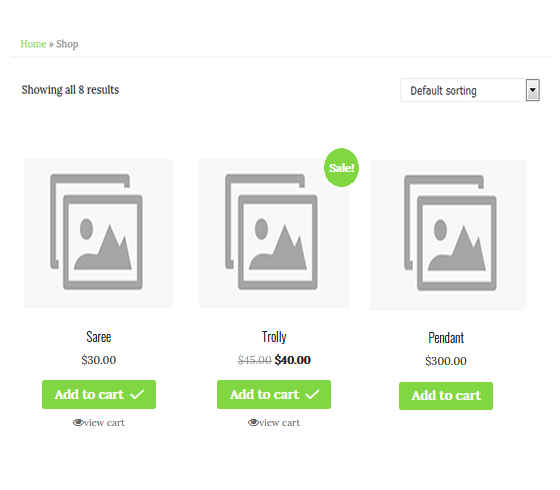 Home » Shop
Showing all 8 results
Default sorting
Sale!
Saree
Trolly
Pendant
$30.00
$45.00 $40.00
$300.00
Add to cart
Add to cart
Add to cart
view cart
view cart